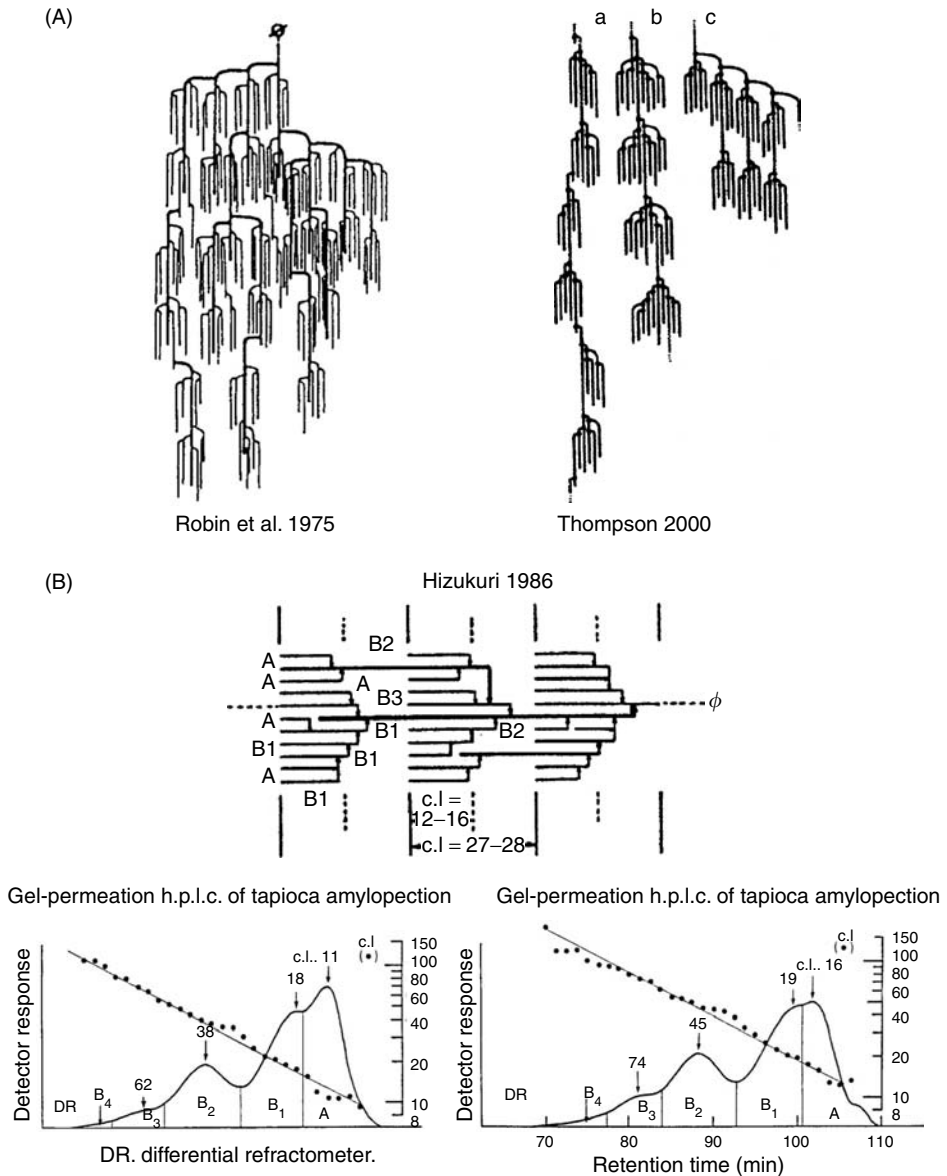 (A)
a b c
Robin et al. 1975
Thompson 2000
(B)
Hizukuri 1986
B2
A
A
A
B3
ϕ
A
B1
B2
B1
B1
A
B1
c.l =
12–16
c.l = 27–28
Gel-permeation h.p.l.c. of tapioca amylopection
Detector response
c.l
(•)
150
100
80
60
40
20
10
8
c.l.. 11
18
38
62
DR
B4
B3
B2
B1
A
DR. differential refractometer.
Gel-permeation h.p.l.c. of tapioca amylopection
Detector response
c.l
(•)
150
100
80
60
40
20
10
8
c.l.. 16
19
45
74
DR
B4
B3
B2
B1
A
70 80 90 100 110
Retention time (min)